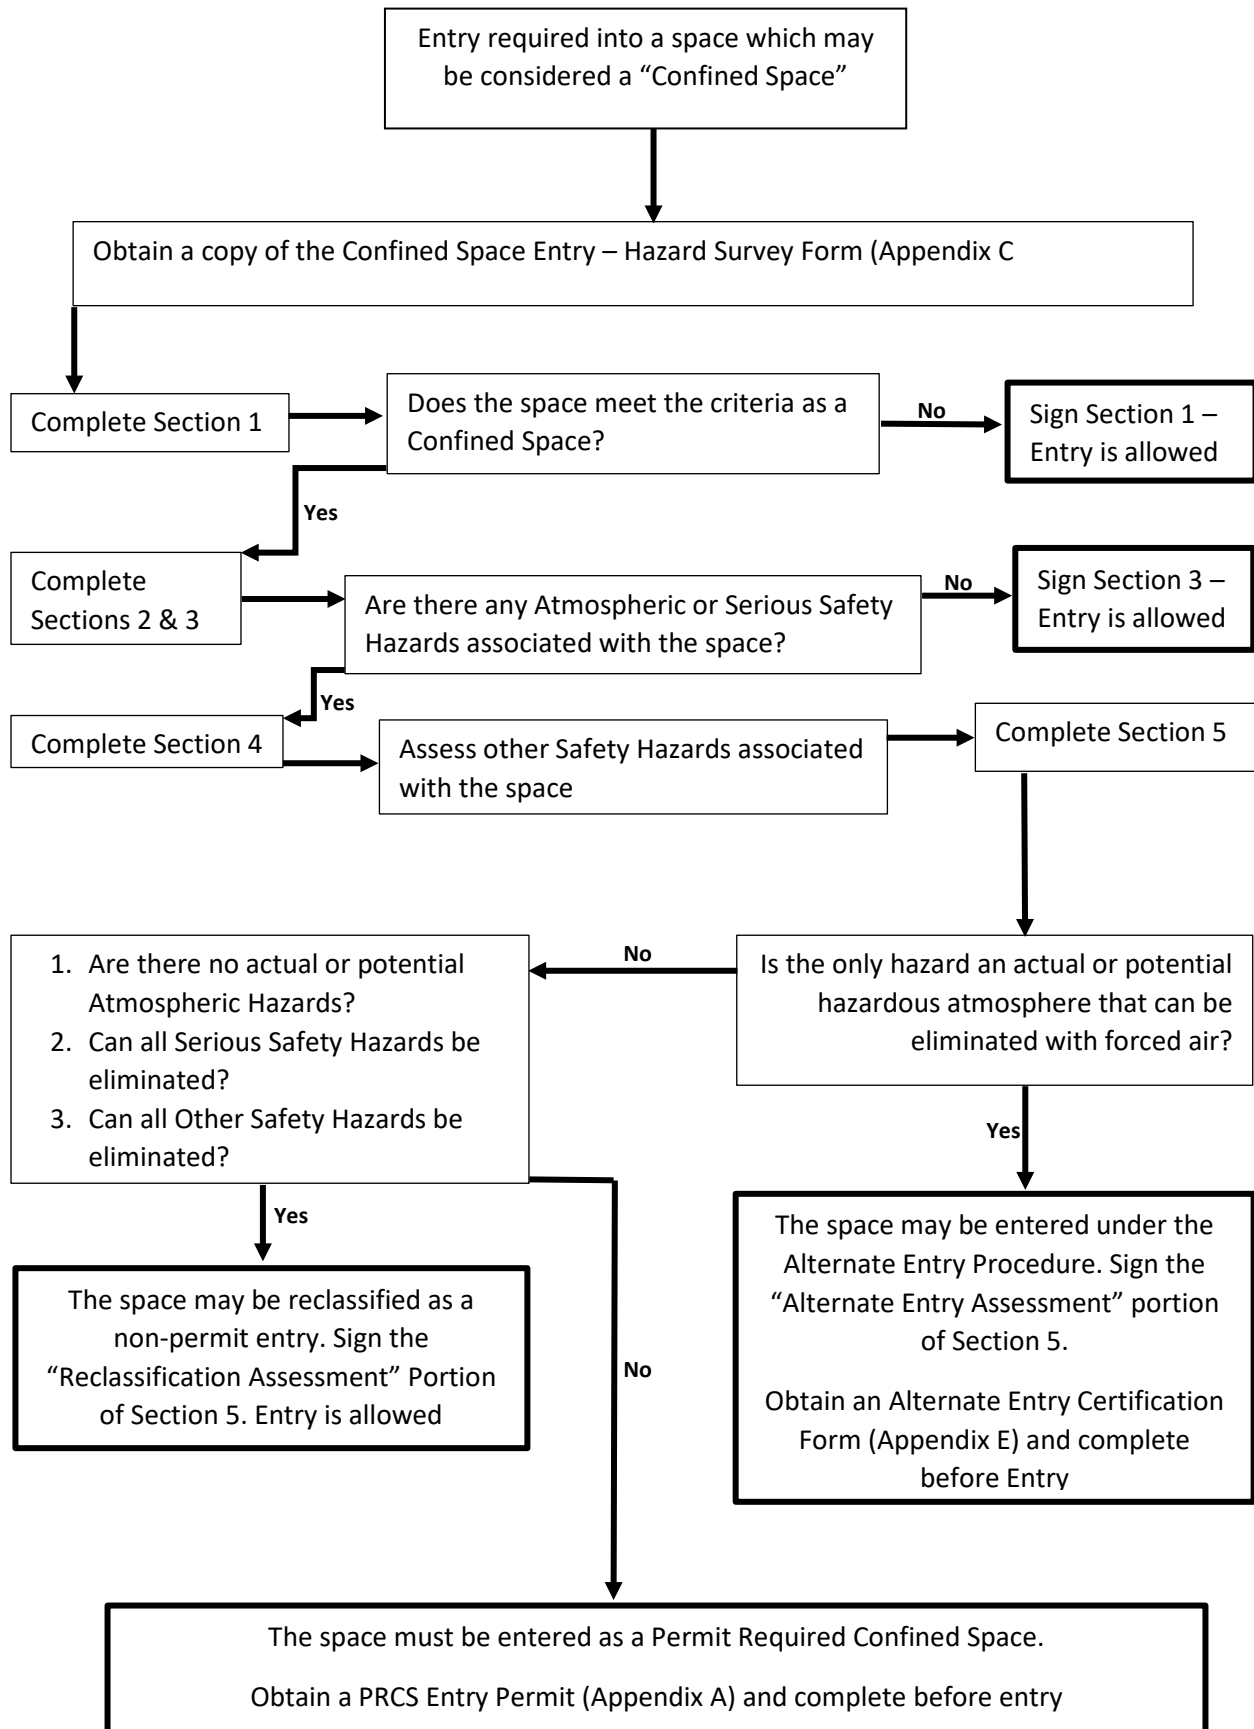 Entry required into a space which may
be considered a “Confined Space”
Obtain a copy of the Confined Space Entry – Hazard Survey Form (Appendix C
Complete Section 1
Does the space meet the criteria as a
Confined Space?
No
Sign Section 1 –
Entry is allowed
Yes
Complete
Sections 2 & 3
Are there any Atmospheric or Serious Safety
Hazards associated with the space?
No
Sign Section 3 –
Entry is allowed
Yes
Complete Section 4
Assess other Safety Hazards associated
with the space
Complete Section 5
Is the only hazard an actual or potential
hazardous atmosphere that can be
eliminated with forced air?
No
1. Are there no actual or potential
Atmospheric Hazards?
2. Can all Serious Safety Hazards be
eliminated?
3. Can all Other Safety Hazards be
eliminated?
Yes
The space may be entered under the
Alternate Entry Procedure. Sign the
“Alternate Entry Assessment” portion
of Section 5.
Obtain an Alternate Entry Certification
Form (Appendix E) and complete
before Entry
Yes
The space may be reclassified as a
non-permit entry. Sign the
“Reclassification Assessment” Portion
of Section 5. Entry is allowed
No
The space must be entered as a Permit Required Confined Space.
Obtain a PRCS Entry Permit (Appendix A) and complete before entry